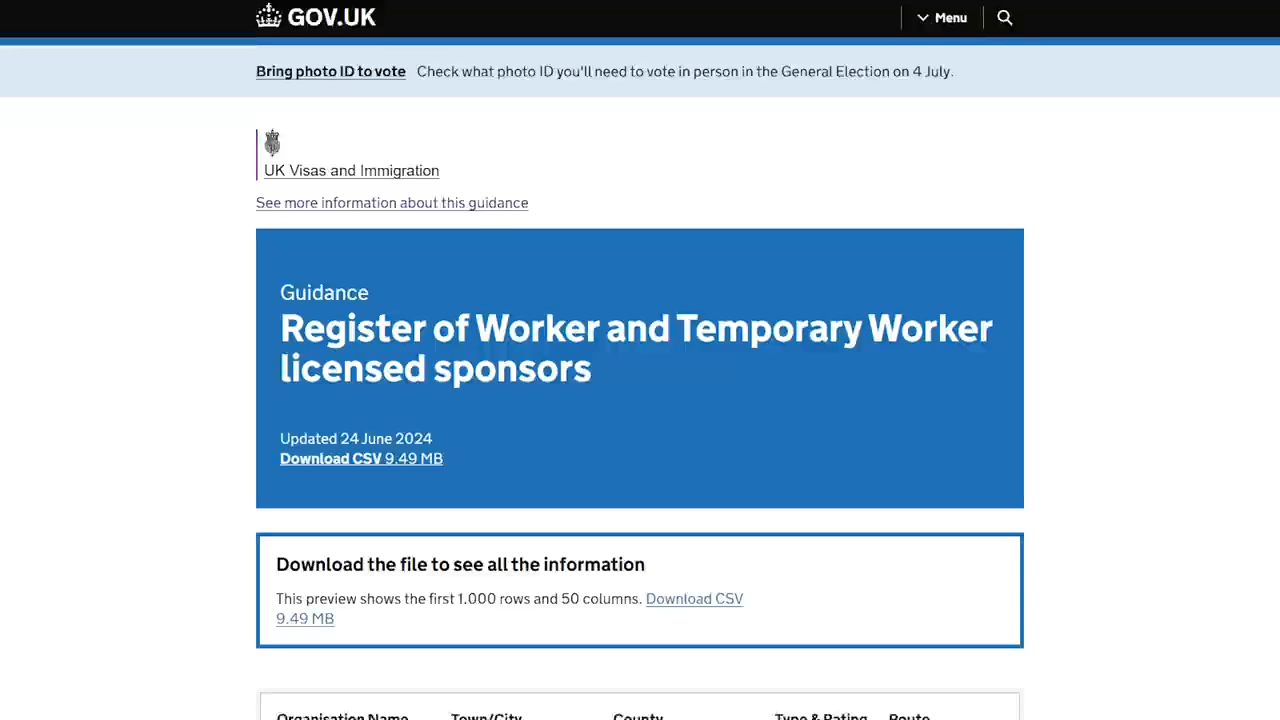 GOV.UK
Menu
Bring photo ID to vote Check what photo ID you'll need to vote in person in the General Election on 4 July.
UK Visas and Immigration
See more information about this guidance
Guidance
Register of Worker and Temporary Worker
licensed sponsors
Updated 24 June 2024
Download CSV 9.49 MB
Download the file to see all the information
This preview shows the first 1,000 rows and 50 columns. Download CSV
9.49 MB
Organisation Name Town/City County Type & Rating Route